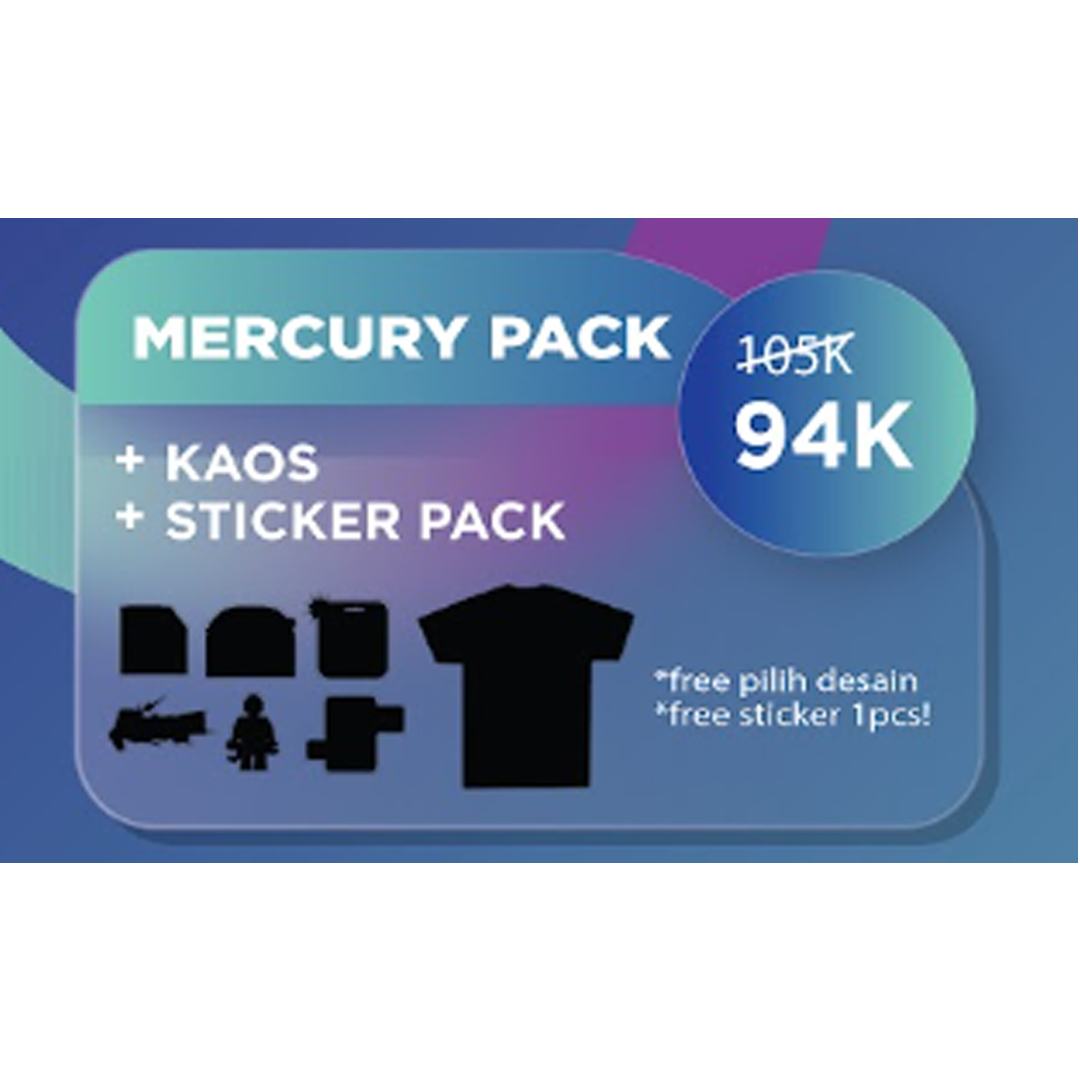 MERCURY PACK
105K
94K
+ KAOS
+ STICKER PACK
*free pilih desain
*free sticker 1pcs!